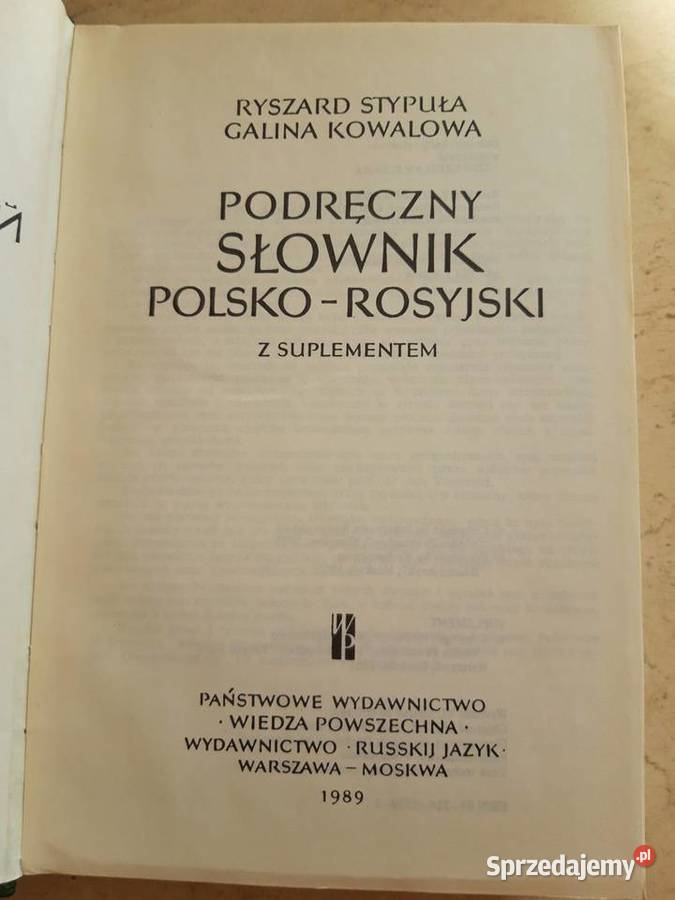 RYSZARD STYPUŁA
GALINA KOWALOWA
PODRĘCZNY
SŁOWNIK
POLSKO – ROSYJSKI
Z SUPLEMENTEM
WP
PAŃSTWOWE WYDAWNICTWO
· WIEDZA POWSZECHNA ·
WYDAWNICTWO · RUSSKIJ JAZYK ·
WARSZAWA – MOSKWA
1989
Sprzedajemy.pl